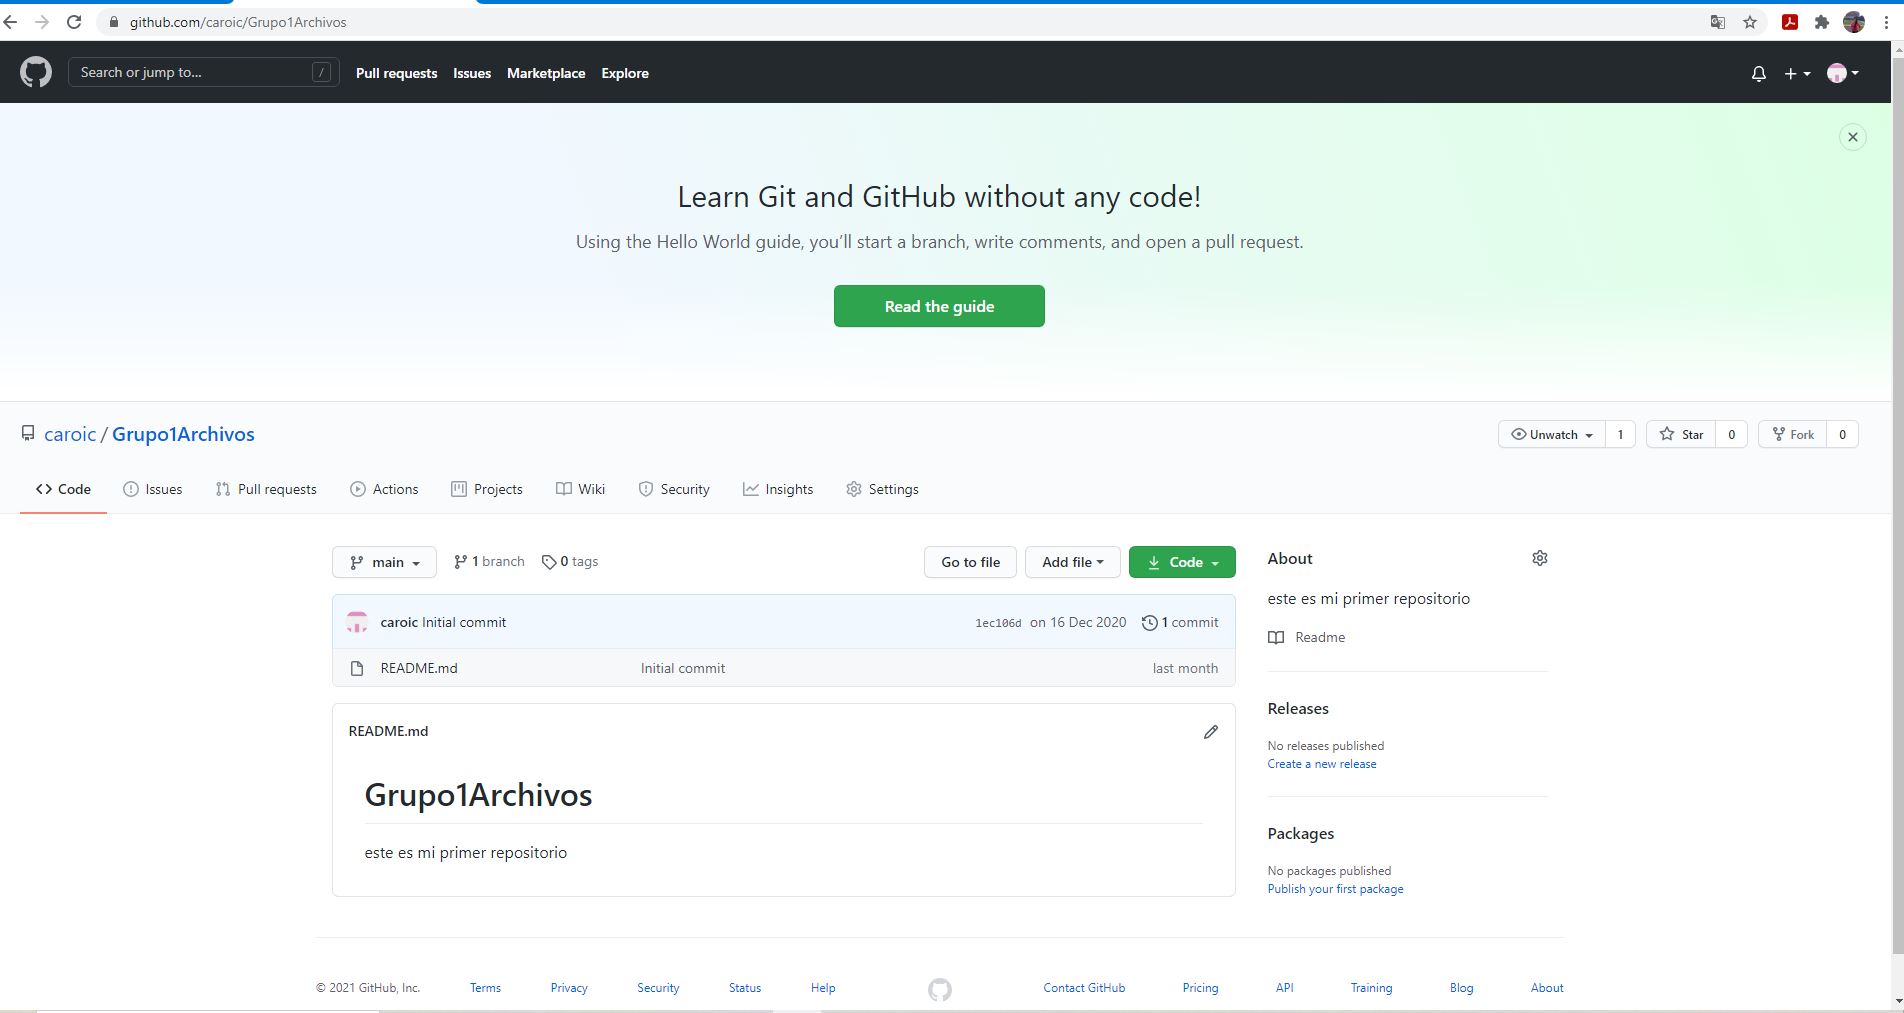 github.com/caroic/Grupo1Archivos
Search or jump to... /
Pull requests Issues Marketplace Explore
Learn Git and GitHub without any code!
Using the Hello World guide, you’ll start a branch, write comments, and open a pull request.
Read the guide
caroic / Grupo1Archivos
Unwatch 1 Star 0 Fork 0
Code Issues Pull requests Actions Projects Wiki Security Insights Settings
main 1 branch 0 tags
Go to file Add file Code
caroic Initial commit 1ec106d on 16 Dec 2020 1 commit
README.md Initial commit last month
README.md
Grupo1Archivos
este es mi primer repositorio
About
este es mi primer repositorio
Readme
Releases
No releases published
Create a new release
Packages
No packages published
Publish your first package
© 2021 GitHub, Inc. Terms Privacy Security Status Help Contact GitHub Pricing API Training Blog About